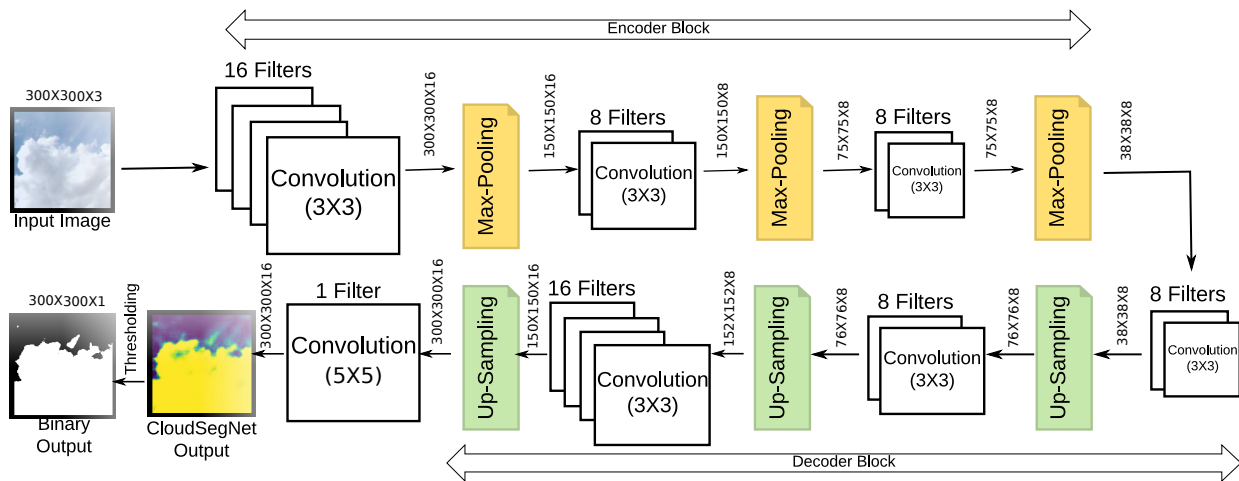 Encoder Block
300X300X3
Input Image
16 Filters
Convolution
(3X3)
300X300X16
Max-Pooling
150X150X16
8 Filters
Convolution
(3X3)
150X150X8
Max-Pooling
75X75X8
8 Filters
Convolution
(3X3)
75X75X8
Max-Pooling
38X38X8
8 Filters
Convolution
(3X3)
38X38X8
Up-Sampling
76X76X8
8 Filters
Convolution
(3X3)
76X76X8
Up-Sampling
152X152X8
16 Filters
Convolution
(3X3)
150X150X16
Up-Sampling
300X300X16
1 Filter
Convolution
(5X5)
300X300X16
CloudSegNet
Output
Thresholding
300X300X1
Binary
Output
Decoder Block